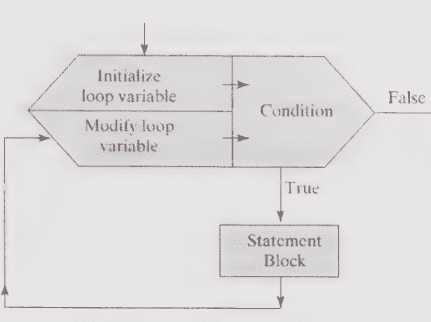 Initialize
loop variable
Modify loop
variable
Condition
False
True
Statement
Block